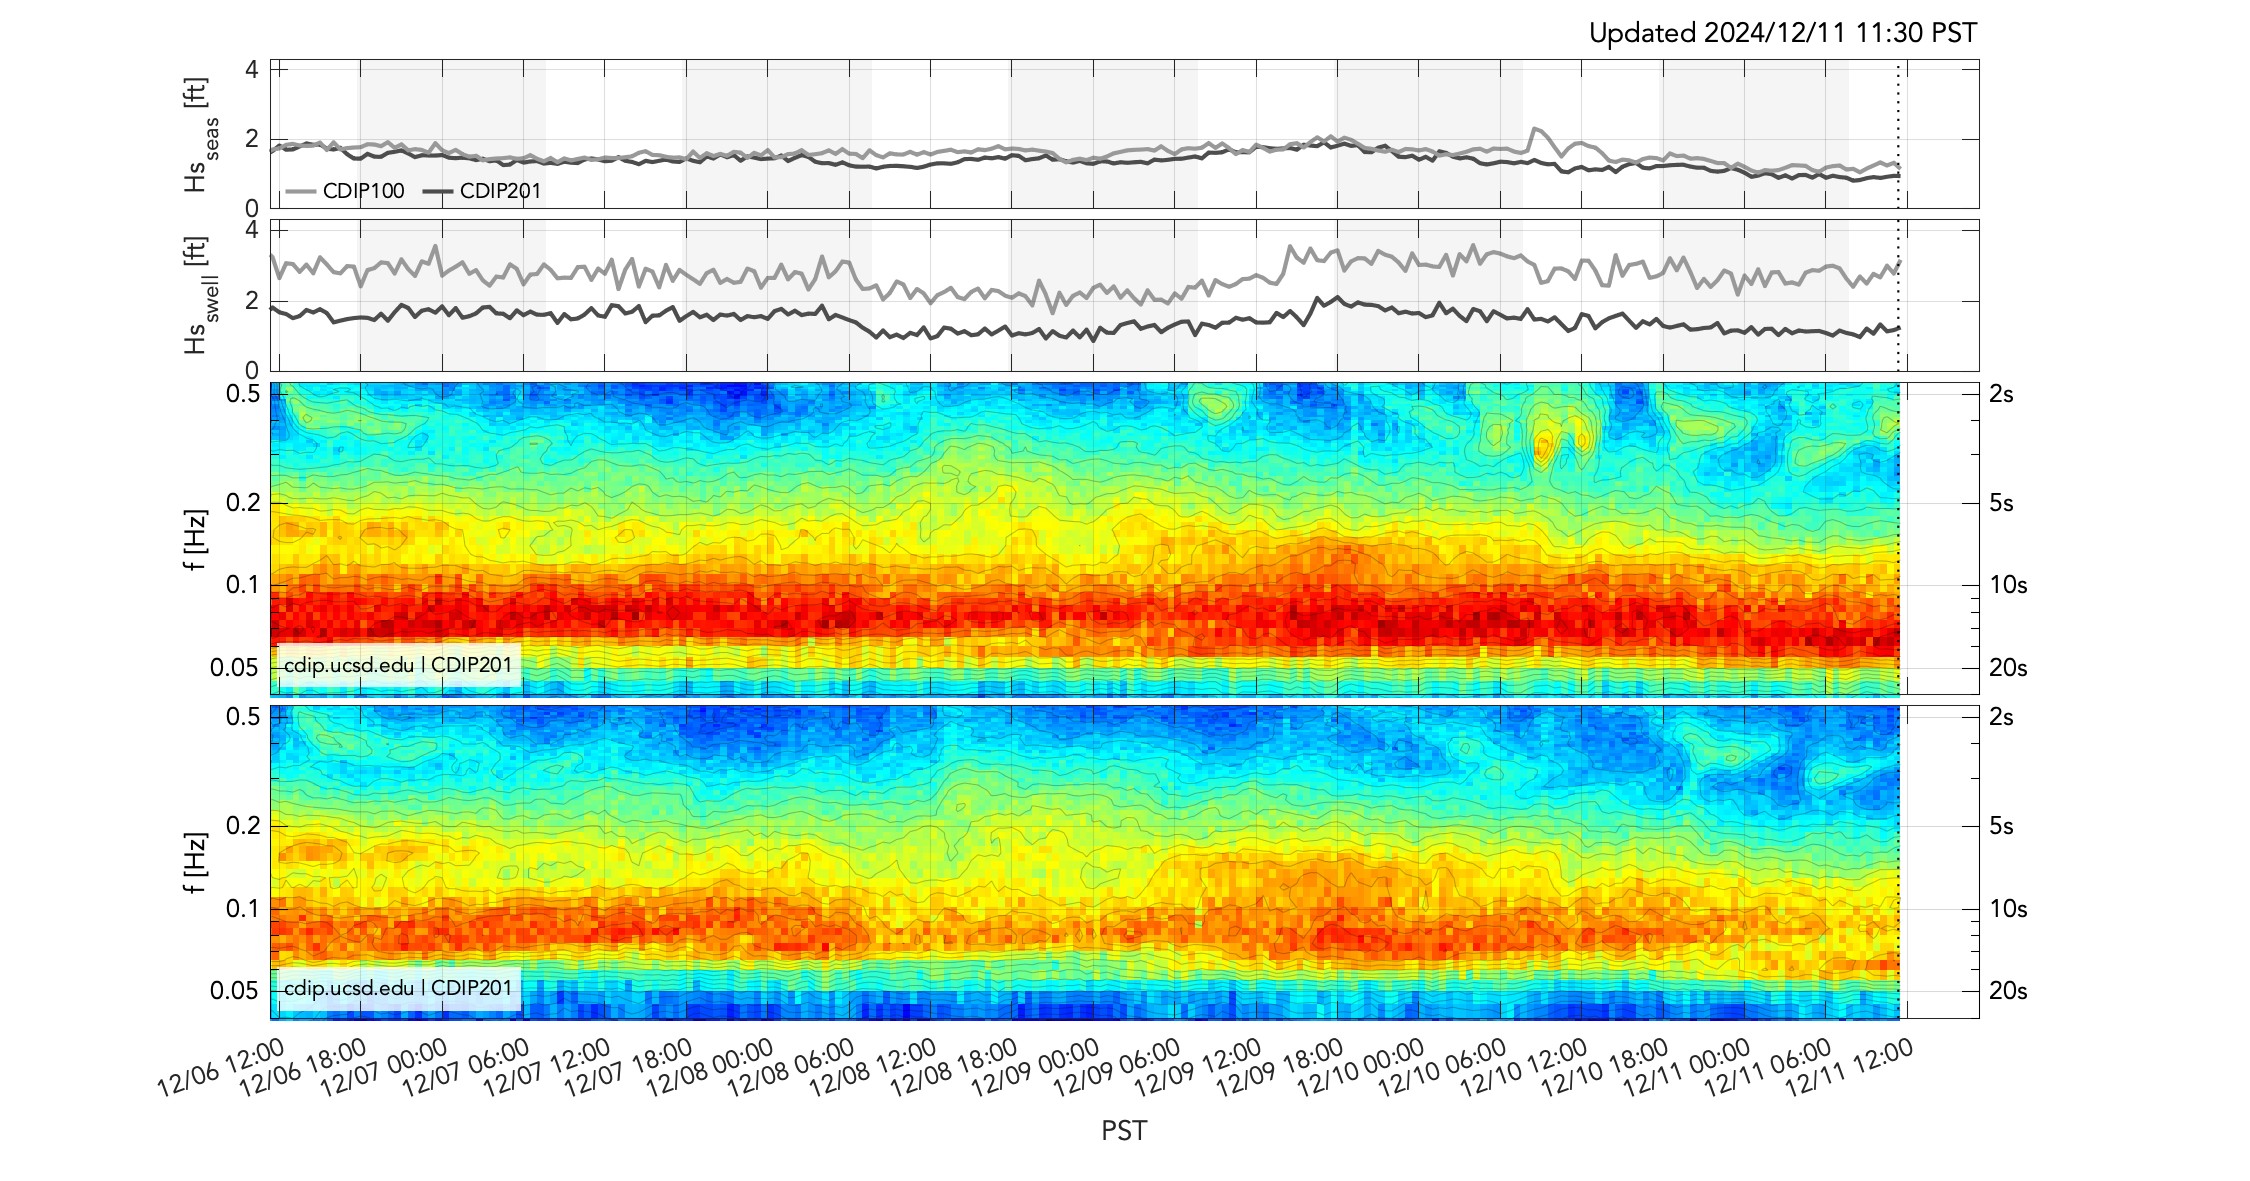 Updated 2024/12/11 11:30 PST
4
2
0
Hs seas [ft]
CDIP100 CDIP201
4
2
0
Hs swell [ft]
0.5
0.2
0.1
0.05
f [Hz]
2s
5s
10s
20s
cdip.ucsd.edu | CDIP201
0.5
0.2
0.1
0.05
f [Hz]
2s
5s
10s
20s
cdip.ucsd.edu | CDIP201
12/06 12:00
12/06 18:00
12/07 00:00
12/07 06:00
12/07 12:00
12/07 18:00
12/08 00:00
12/08 06:00
12/08 12:00
12/08 18:00
12/09 00:00
12/09 06:00
12/09 12:00
12/09 18:00
12/10 00:00
12/10 06:00
12/10 12:00
12/10 18:00
12/11 00:00
12/11 06:00
12/11 12:00
PST